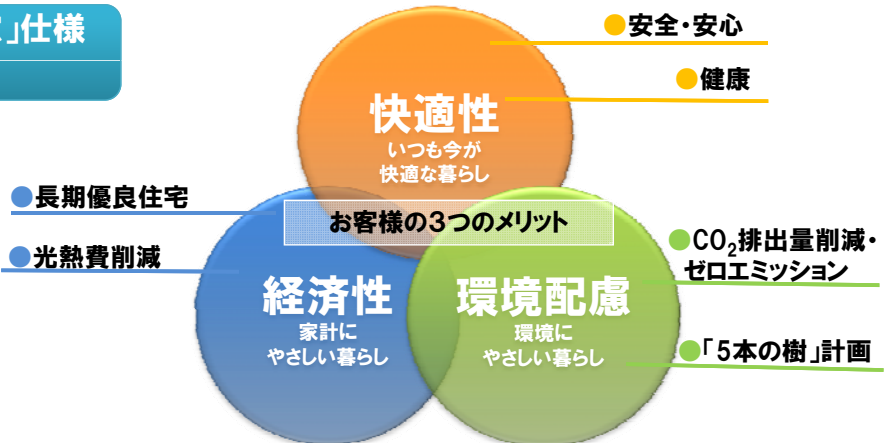 」仕様
●安全・安心
●健康
快適性
いつも今が
快適な暮らし
●長期優良住宅
●光熱費削減
お客様の3つのメリット
●CO₂排出量削減・
ゼロエミッション
経済性
家計に
やさしい暮らし
環境配慮
環境に
やさしい暮らし
●「5本の樹」計画